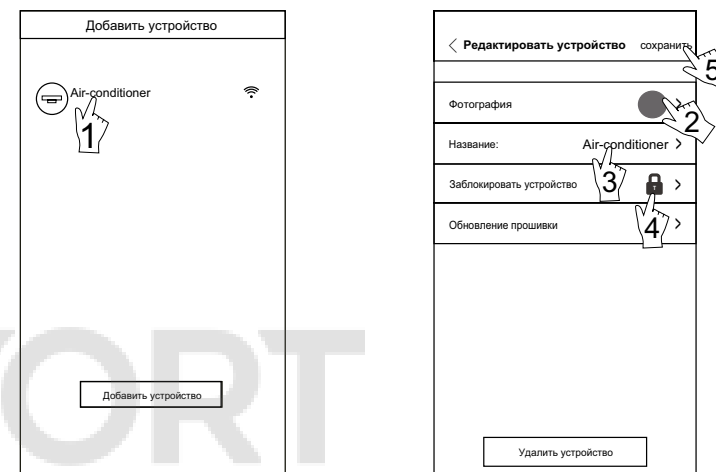 Добавить устройство
Air-conditioner
1
Добавить устройство
Редактировать устройство сохранить
5
Фотография
2
Название: Air-conditioner
3
Заблокировать устройство
4
Обновление прошивки
Удалить устройство
ORT